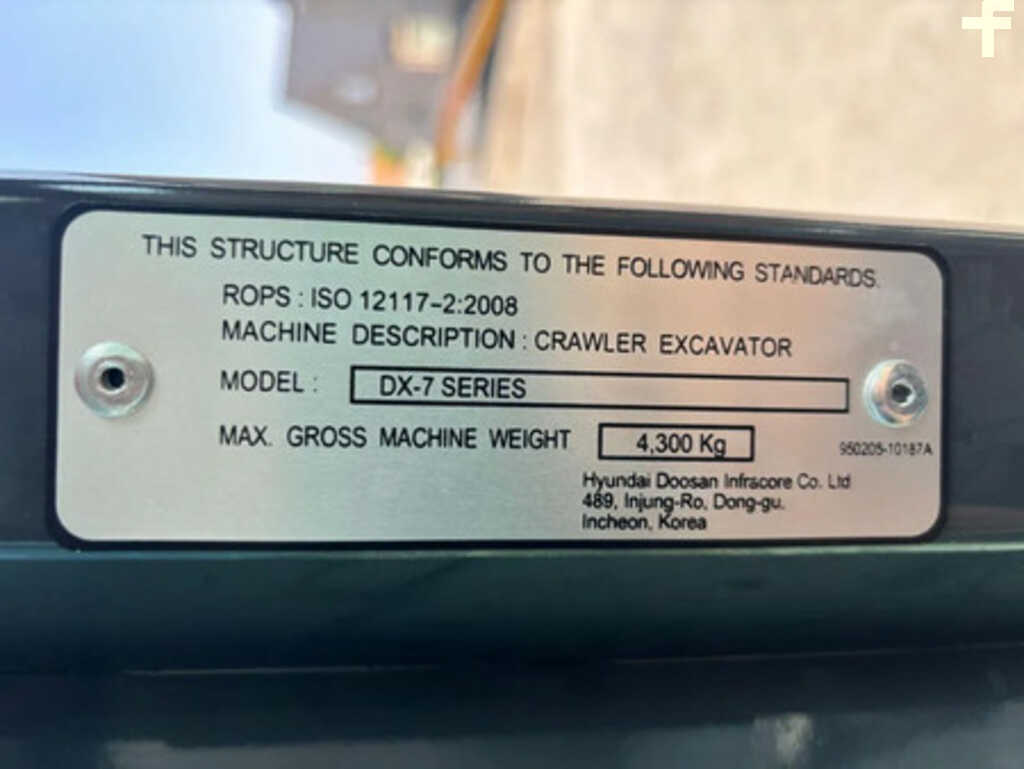 THIS STRUCTURE CONFORMS TO THE FOLLOWING STANDARDS.
ROPS : ISO 12117-2:2008
MACHINE DESCRIPTION : CRAWLER EXCAVATOR
MODEL : DX-7 SERIES
MAX. GROSS MACHINE WEIGHT 4,300 Kg
950205-10187A
Hyundai Doosan Infracore Co. Ltd
489, Injung-Ro, Dong-gu,
Incheon, Korea
f